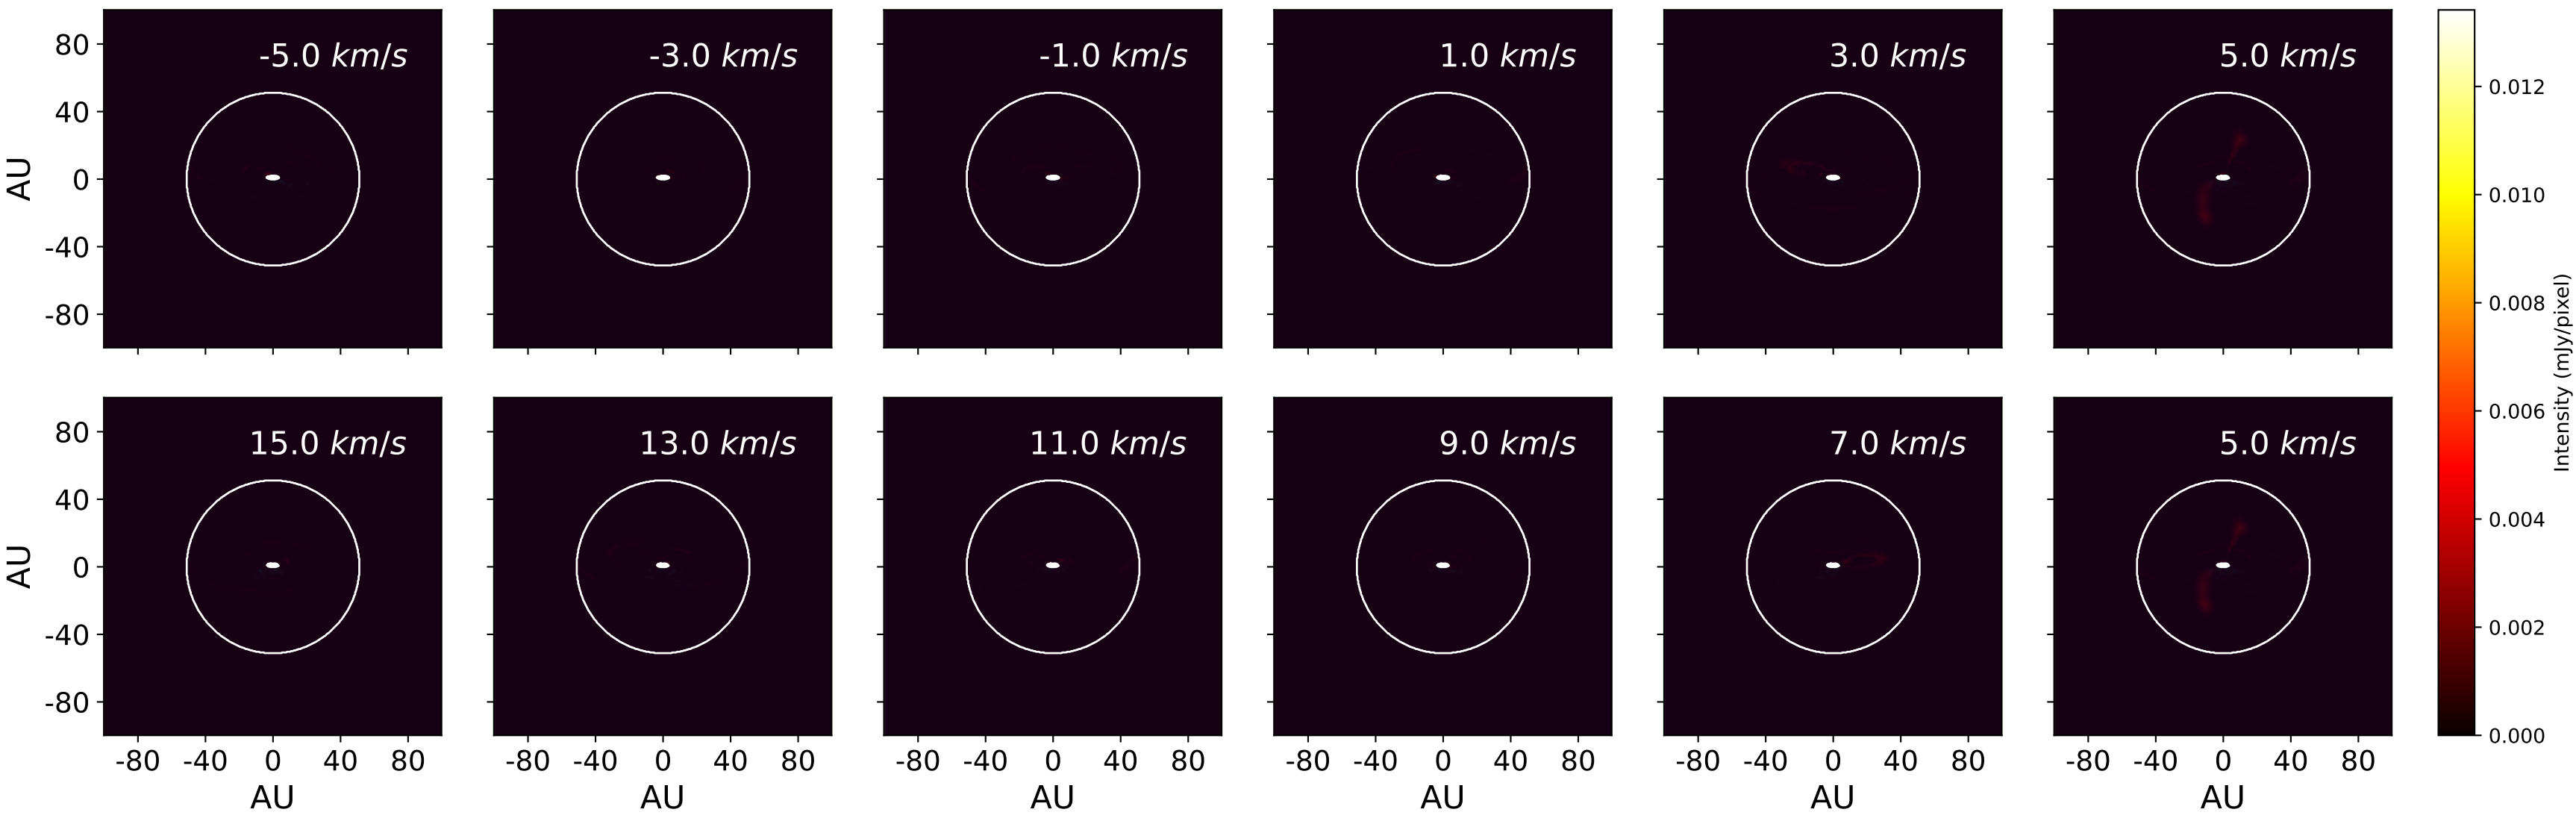 -5.0 km/s
-3.0 km/s
-1.0 km/s
1.0 km/s
3.0 km/s
5.0 km/s
80
40
0
-40
-80
AU
15.0 km/s
13.0 km/s
11.0 km/s
9.0 km/s
7.0 km/s
5.0 km/s
80
40
0
-40
-80
AU
-80 -40 0 40 80
-80 -40 0 40 80
-80 -40 0 40 80
-80 -40 0 40 80
-80 -40 0 40 80
-80 -40 0 40 80
AU
AU
AU
AU
AU
AU
0.012
0.010
0.008
0.006
0.004
0.002
0.000
Intensity (mJy/pixel)